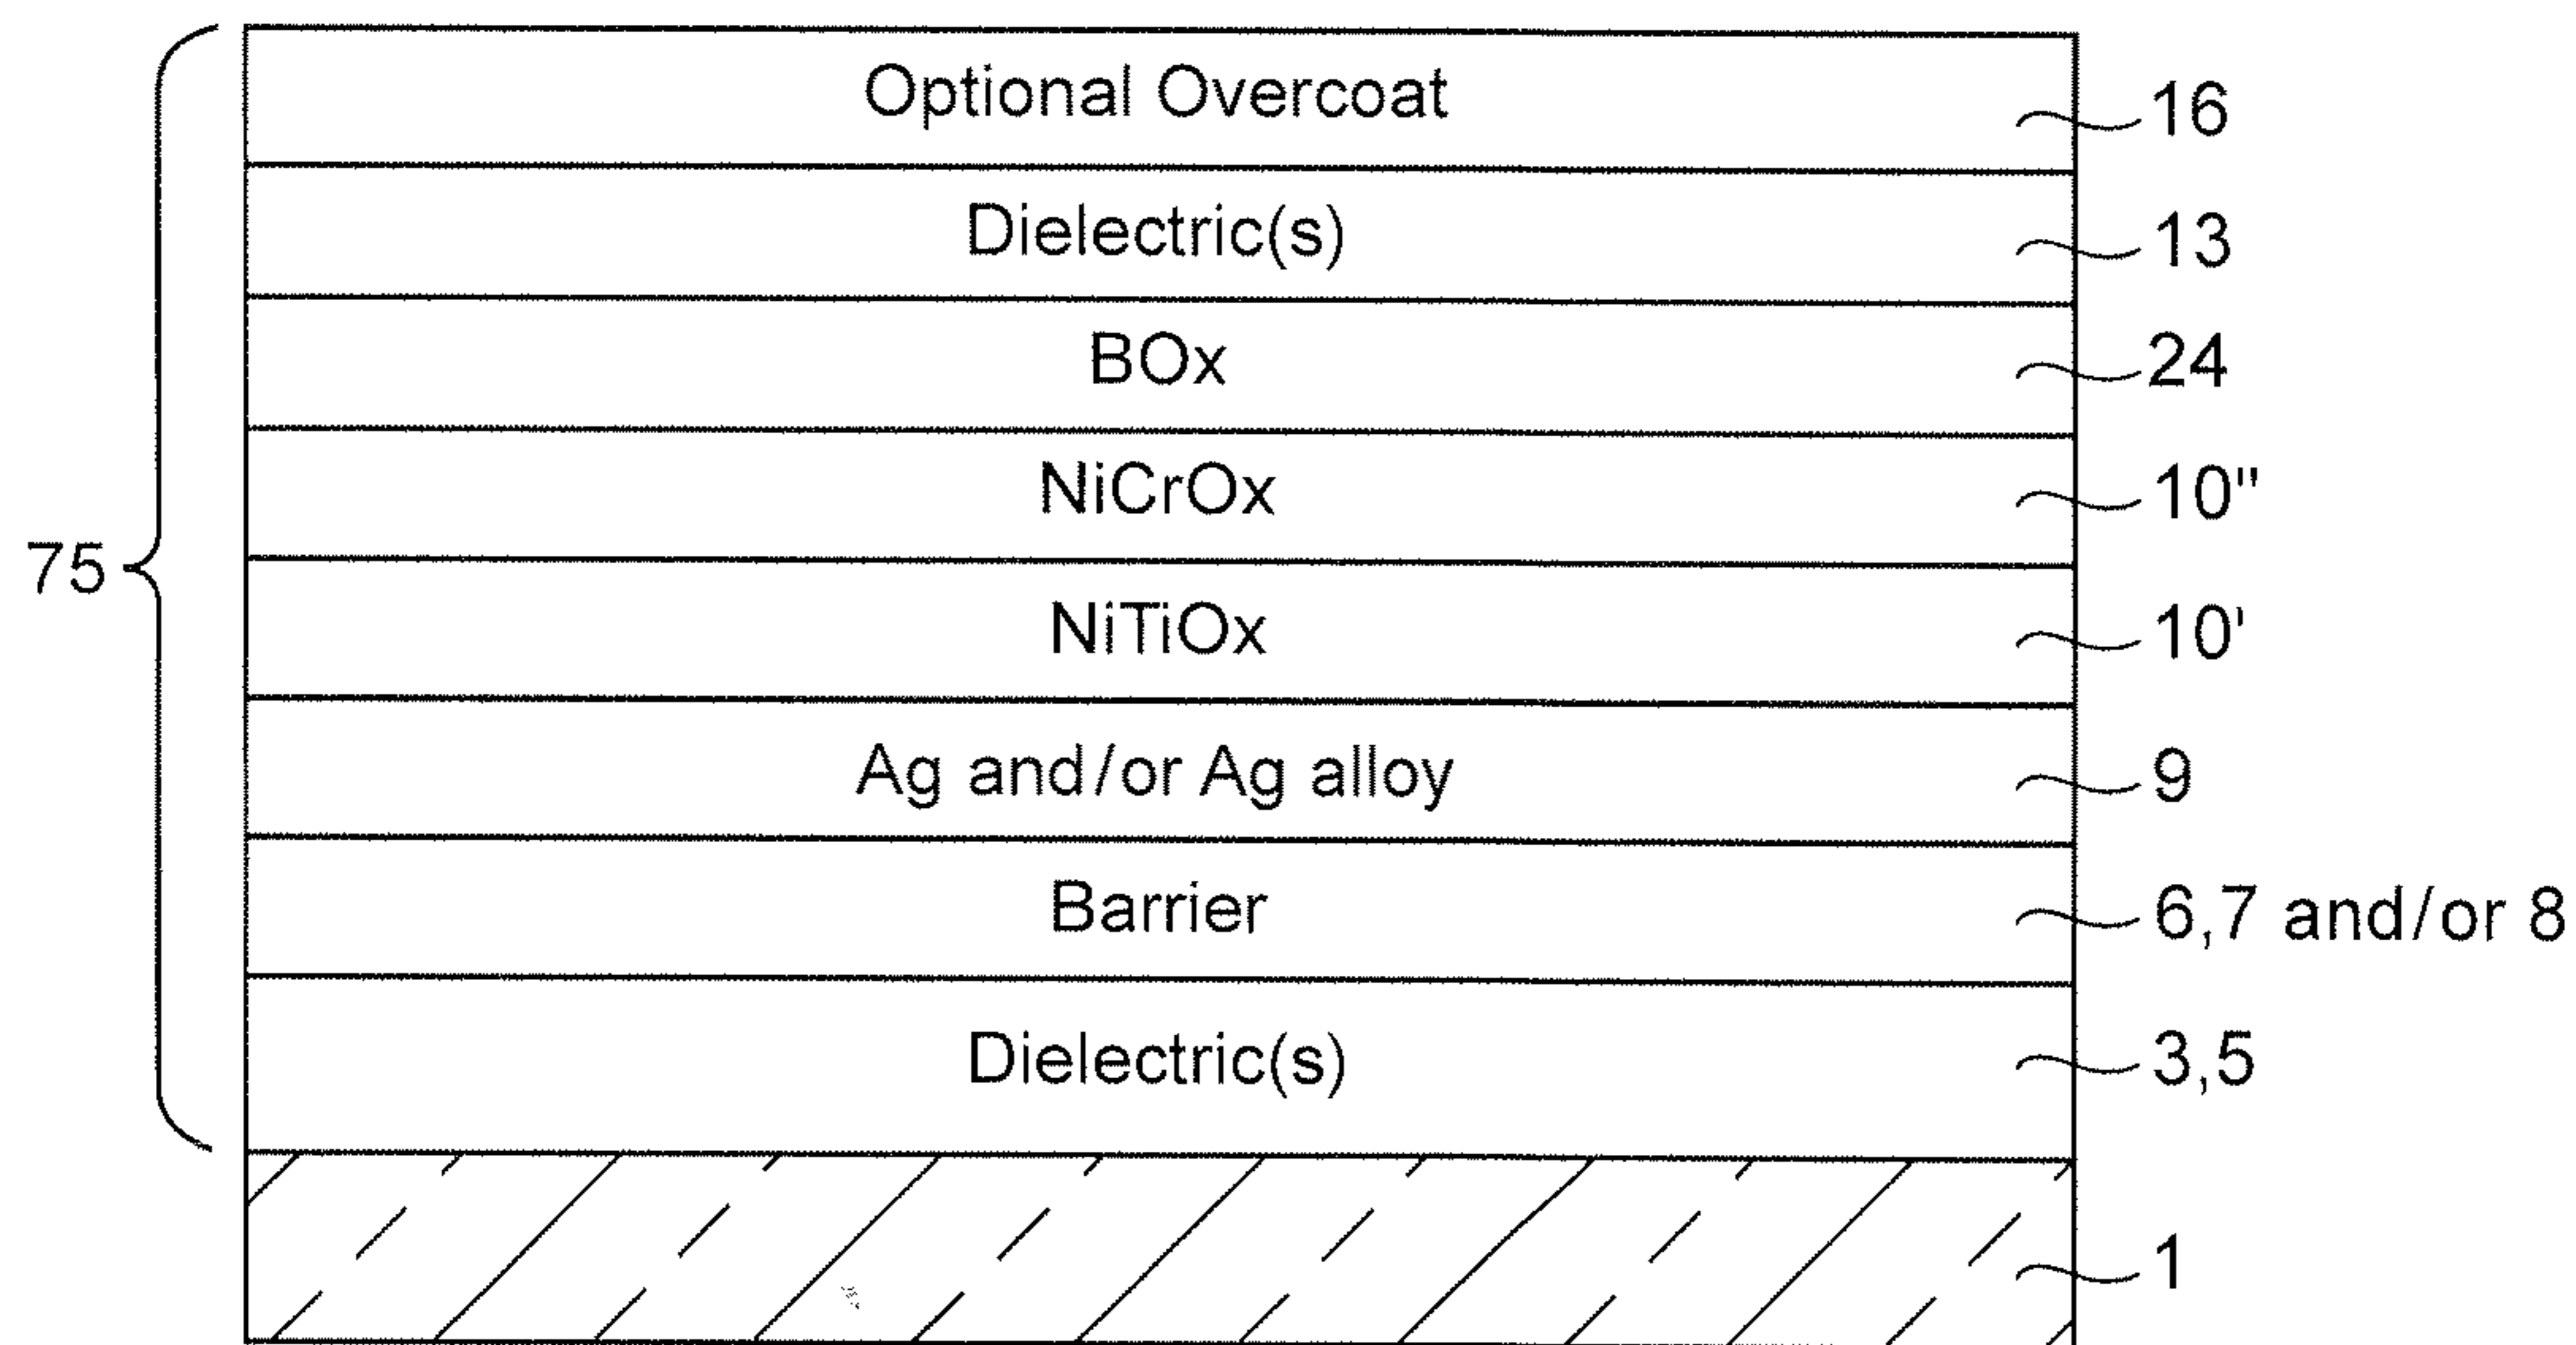 Optional Overcoat 16
Dielectric(s) 13
BOx 24
NiCrOx 10"
75
NiTiOx 10'
Ag and/or Ag alloy 9
Barrier 6,7 and/or 8
Dielectric(s) 3,5
1